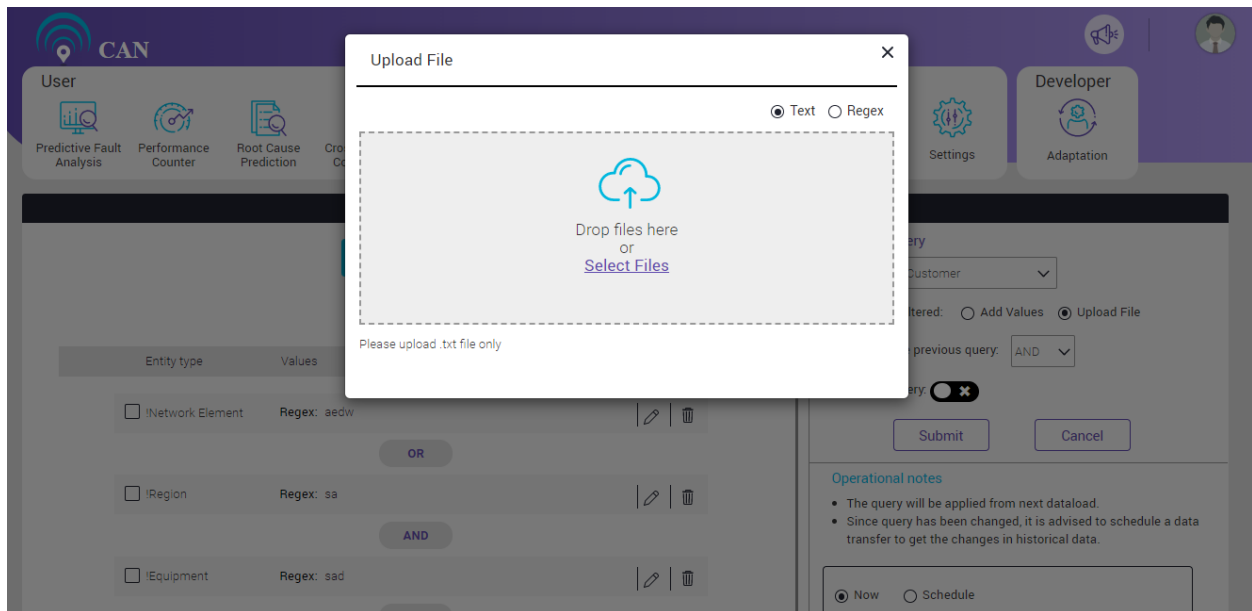 CAN
User
Developer
Predictive Fault
Analysis
Performance
Counter
Root Cause
Prediction
Settings
Adaptation
Upload File
Text Regex
Drop files here
or
Select Files
Please upload .txt file only
Entity type Values
!Network Element Regex: aedw
OR
!Region Regex: sa
AND
!Equipment Regex: sad
Customer
Add Values Upload File
previous query: AND
Submit Cancel
Operational notes
• The query will be applied from next dataload.
• Since query has been changed, it is advised to schedule a data
transfer to get the changes in historical data.
Now Schedule